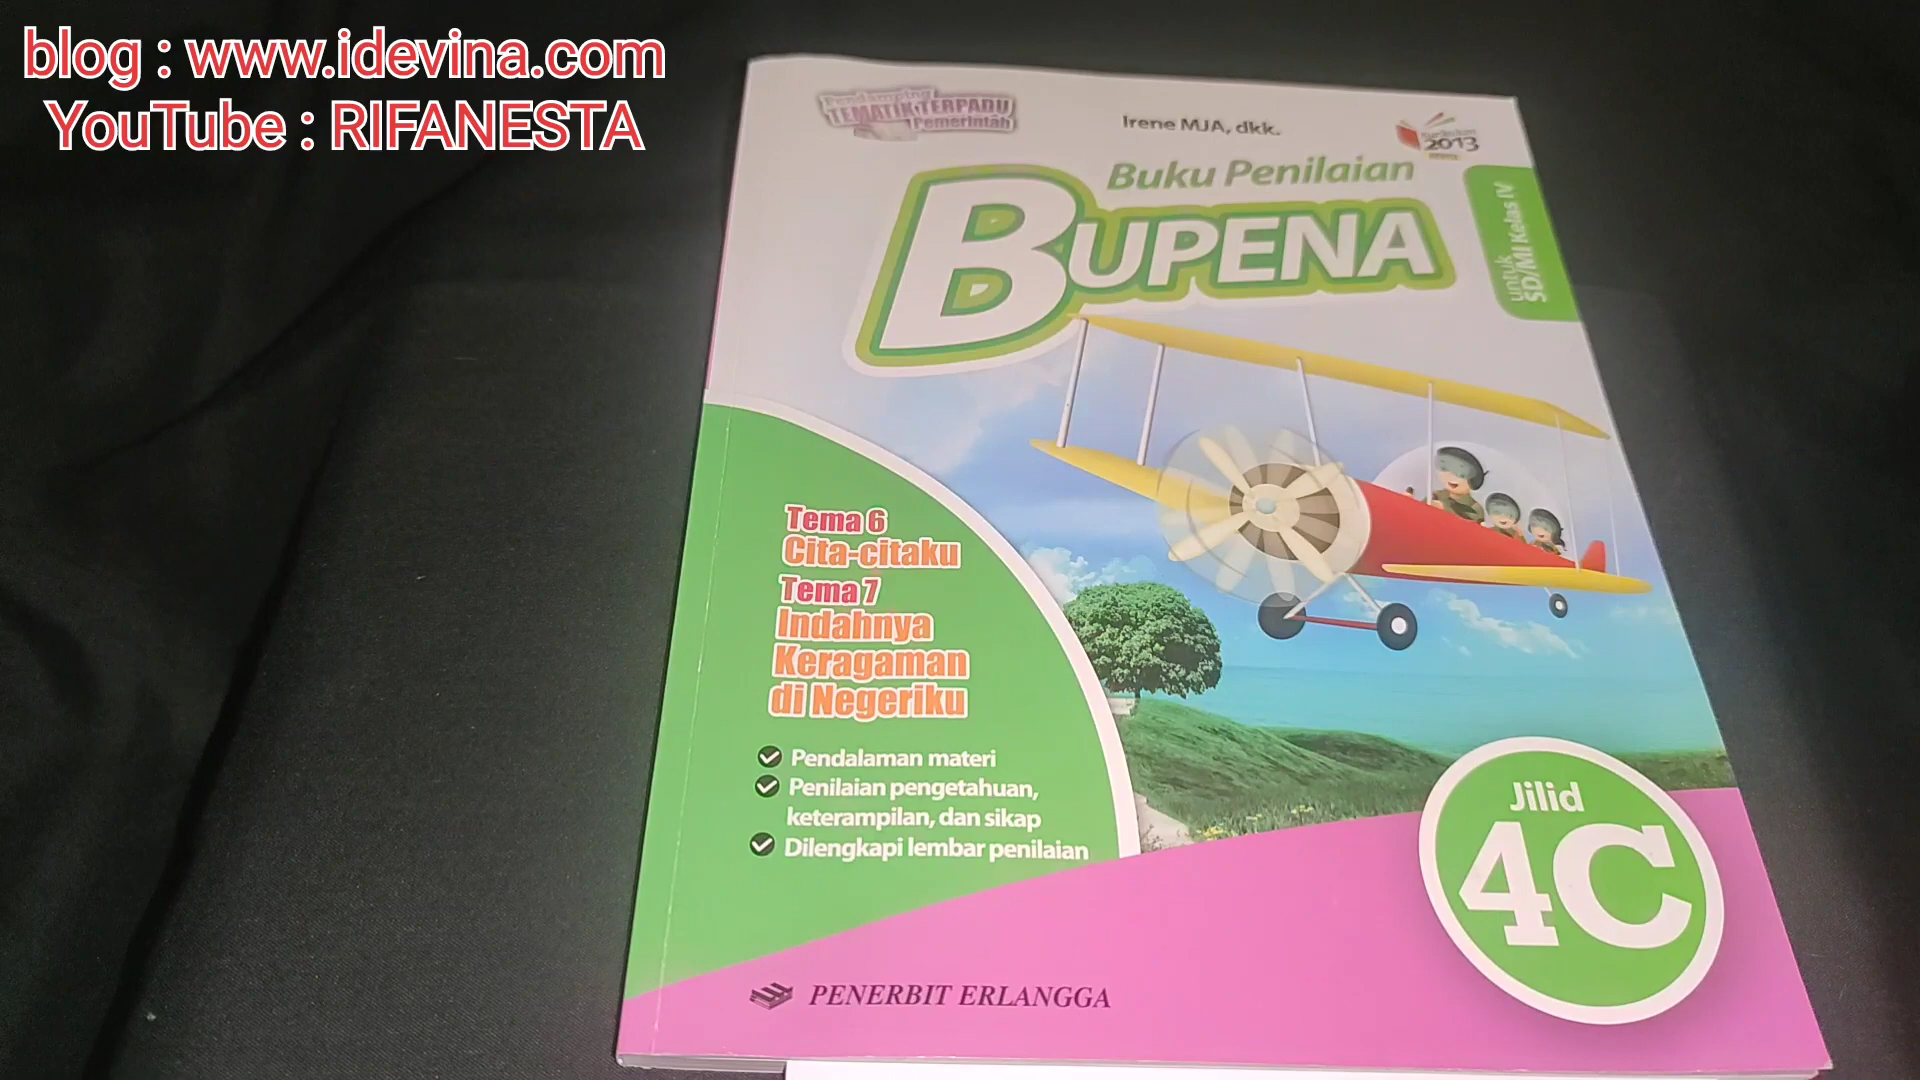 blog : www.idevina.com
YouTube : RIFANESTA
Pendamping
TEMATIK TERPADU
Pemerintah
Irene MJA, dkk.
Kurikulum
2013
Buku Penilaian
BUPENA
untuk
SD/MI Kelas IV
Tema 6
Cita-citaku
Tema 7
Indahnya
Keragaman
di Negeriku
Pendalaman materi
Penilaian pengetahuan,
keterampilan, dan sikap
Dilengkapi lembar penilaian
Jilid
4C
PENERBIT ERLANGGA